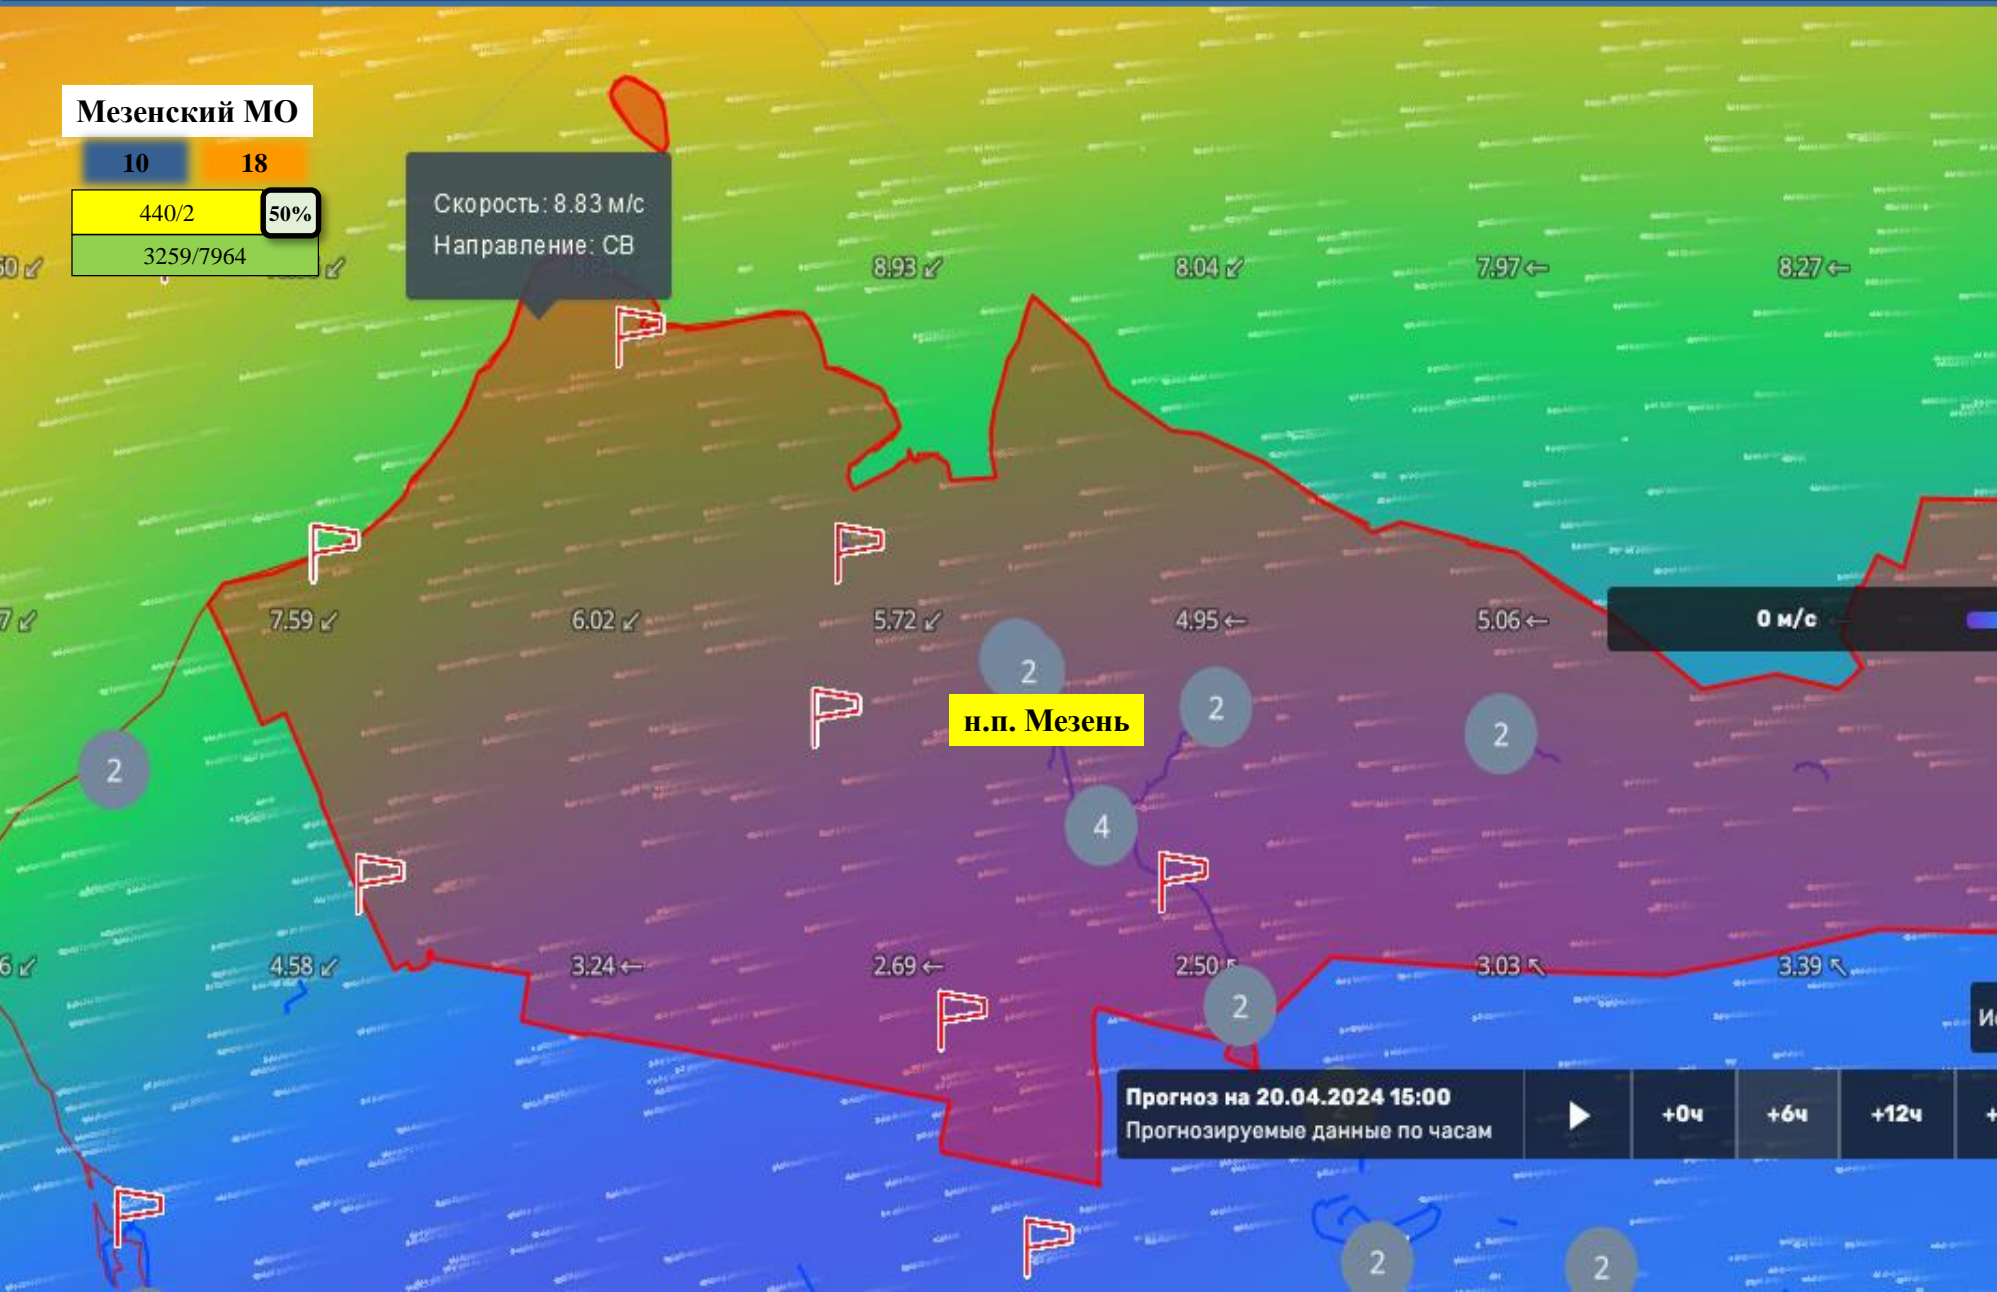 Мезенский МО
10 18
440/2 50%
3259/7964
Скорость: 8.83 м/с
Направление: СВ
8.93 ↙ 8.04 ↙ 7.97 ← 8.27 ←
7.59 ↙ 6.02 ↙ 5.72 ↙ 4.95 ← 5.06 ←
0 м/с
2
н.п. Мезень
2
2
2
4
4.58 ↙ 3.24 ← 2.69 ← 2.50 ↖ 3.03 ↖ 3.39 ↖
2
Прогноз на 20.04.2024 15:00
Прогнозируемые данные по часам
+0ч +6ч +12ч
2
2